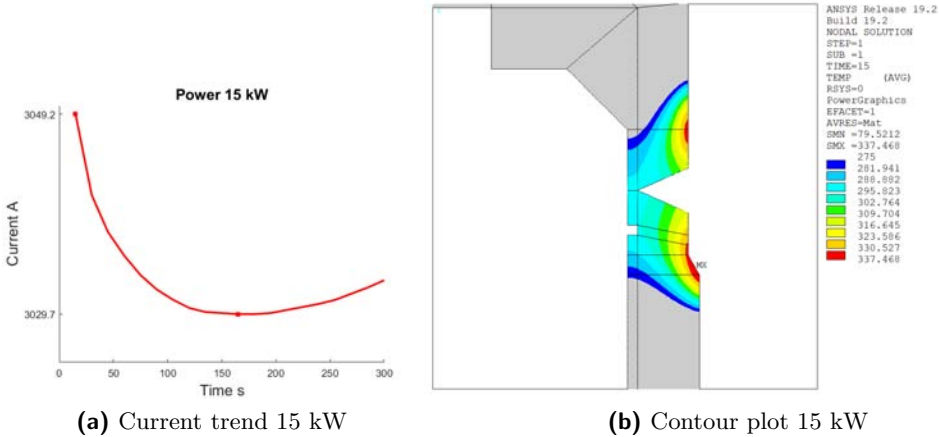 Power 15 kW
3049.2
Current A
3029.7
0 50 100 150 200 250 300
Time s
(a) Current trend 15 kW
ANSYS Release 19.2
Build 19.2
NODAL SOLUTION
STEP=1
SUB =1
TIME=15
TEMP (AVG)
RSYS=0
PowerGraphics
EFACET=1
AVRES=Mat
SMN =79.5212
SMX =337.468
275
281.941
288.882
295.823
302.764
309.704
316.645
323.586
330.527
337.468
MX
(b) Contour plot 15 kW